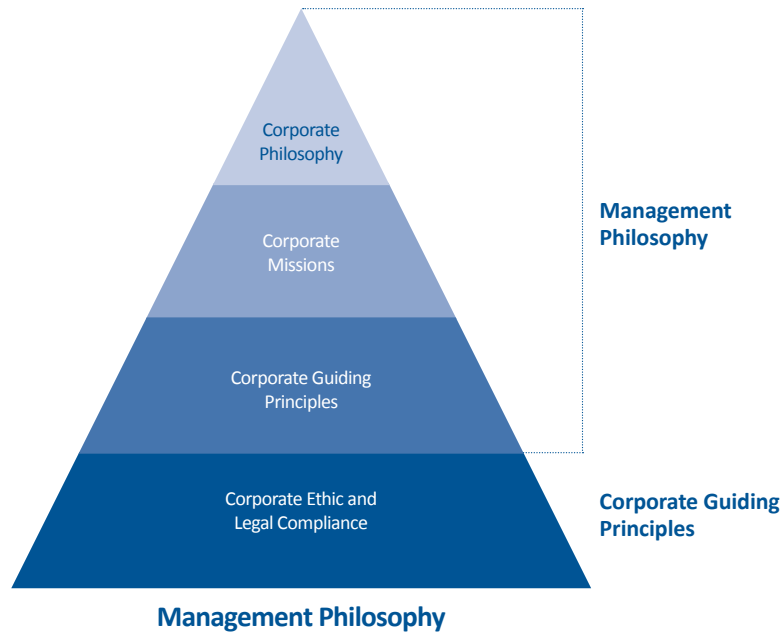 Corporate
Philosophy
Corporate
Missions
Management
Philosophy
Corporate Guiding
Principles
Corporate Ethic and
Legal Compliance
Corporate Guiding
Principles
Management Philosophy